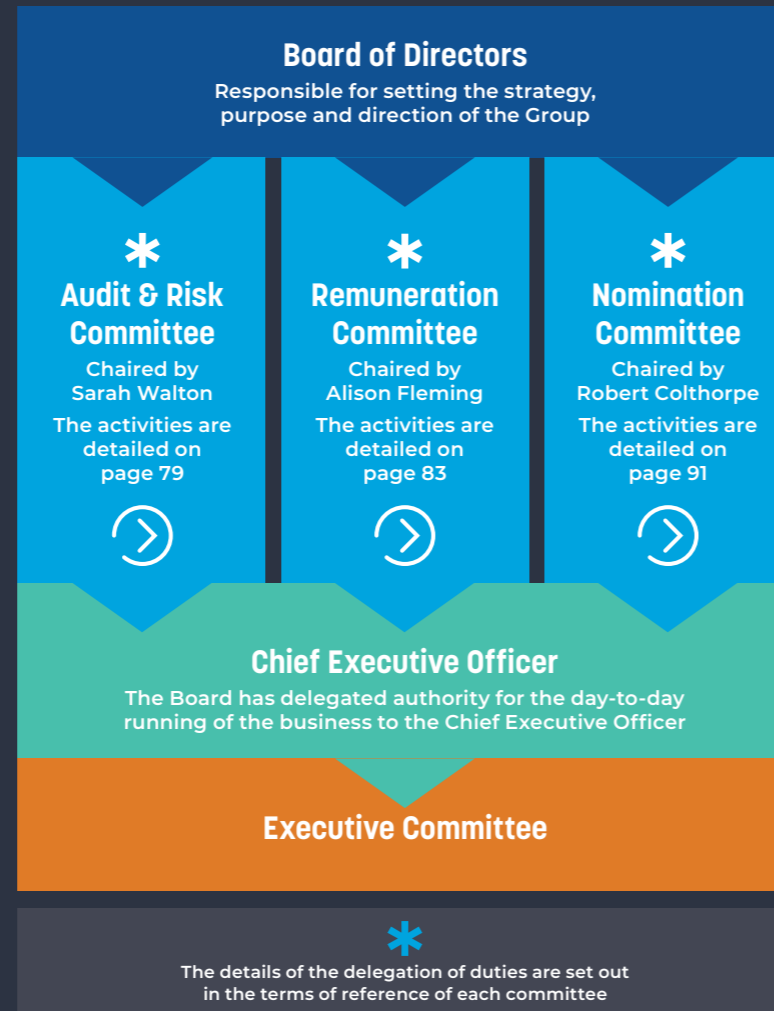 Board of Directors
Responsible for setting the strategy,
purpose and direction of the Group
Audit & Risk
Committee
Chaired by
Sarah Walton
The activities are
detailed on
page 79
Remuneration
Committee
Chaired by
Alison Fleming
The activities are
detailed on
page 83
Nomination
Committee
Chaired by
Robert Colthorpe
The activities are
detailed on
page 91
Chief Executive Officer
The Board has delegated authority for the day-to-day
running of the business to the Chief Executive Officer
Executive Committee
The details of the delegation of duties are set out
in the terms of reference of each committee